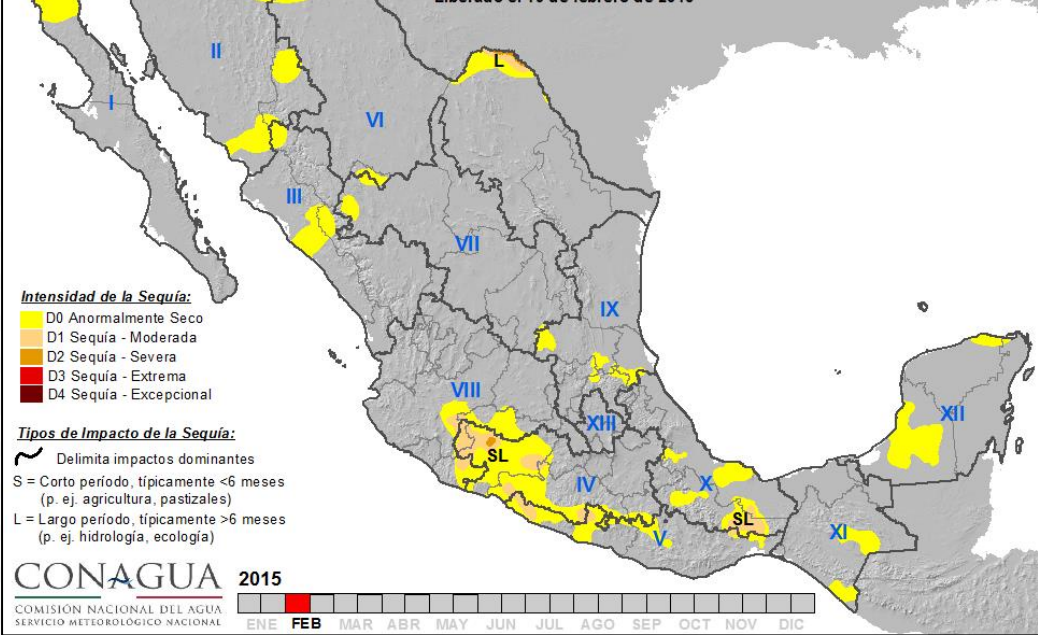 II
L
I
VI
III
VII
Intensidad de la Sequía:
D0 Anormalmente Seco
D1 Sequía - Moderada
D2 Sequía - Severa
D3 Sequía - Extrema
D4 Sequía - Excepcional
IX
VIII
XIII
XII
Tipos de Impacto de la Sequía:
Delimita impactos dominantes
S = Corto período, típicamente <6 meses
(p. ej. agricultura, pastizales)
L = Largo período, típicamente >6 meses
(p. ej. hidrología, ecología)
SL
IV
X
SL
V
XI
CONAGUA
COMISIÓN NACIONAL DEL AGUA
SERVICIO METEOROLÓGICO NACIONAL
2015
ENE FEB MAR ABR MAY JUN JUL AGO SEP OCT NOV DIC